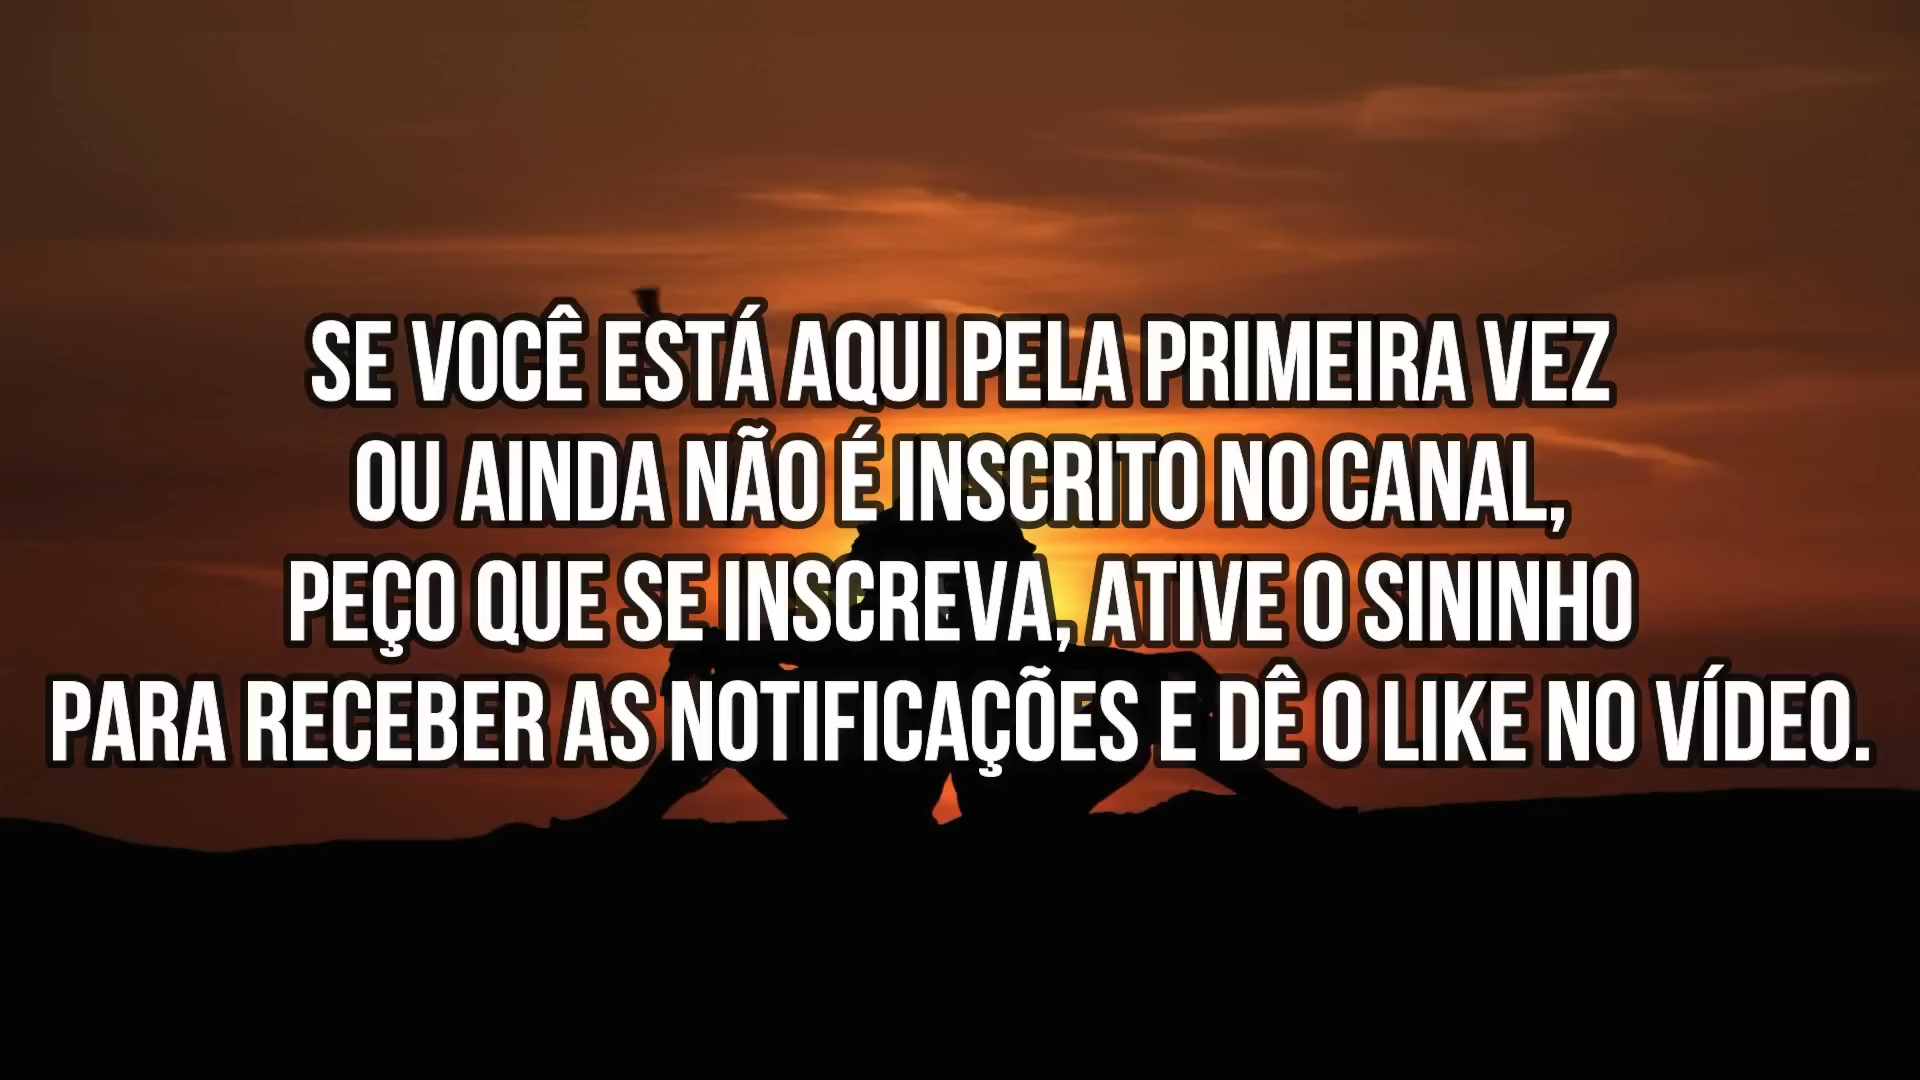 SE VOCÊ ESTÁ AQUI PELA PRIMEIRA VEZ
OU AINDA NÃO É INSCRITO NO CANAL,
PEÇO QUE SE INSCREVA, ATIVE O SININHO
PARA RECEBER AS NOTIFICAÇÕES E DÊ O LIKE NO VÍDEO.